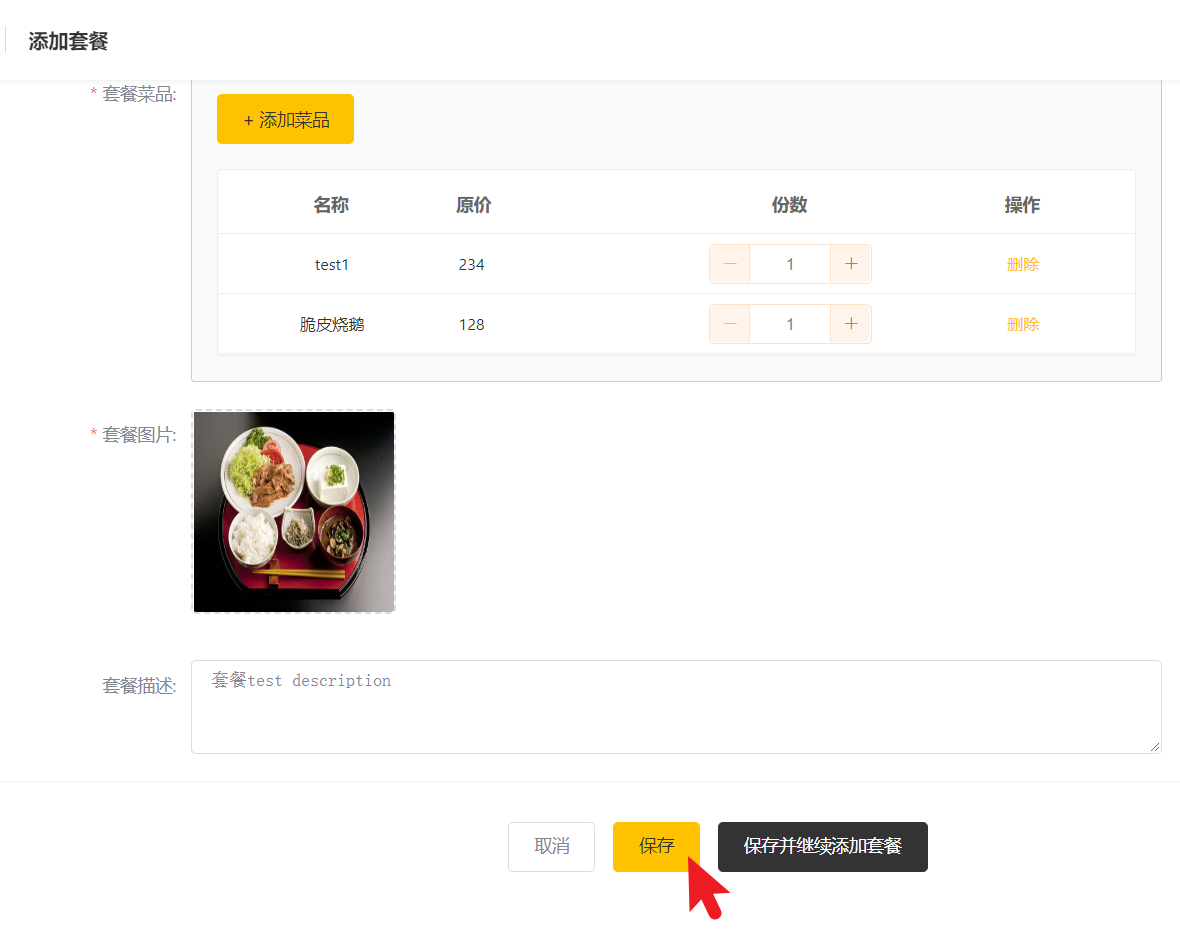 添加套餐
* 套餐菜品:
+ 添加菜品
名称 原价 份数 操作
test1 234 1 删除
脆皮烧鹅 128 1 删除
* 套餐图片:
套餐描述: 套餐test description
取消 保存 保存并继续添加套餐